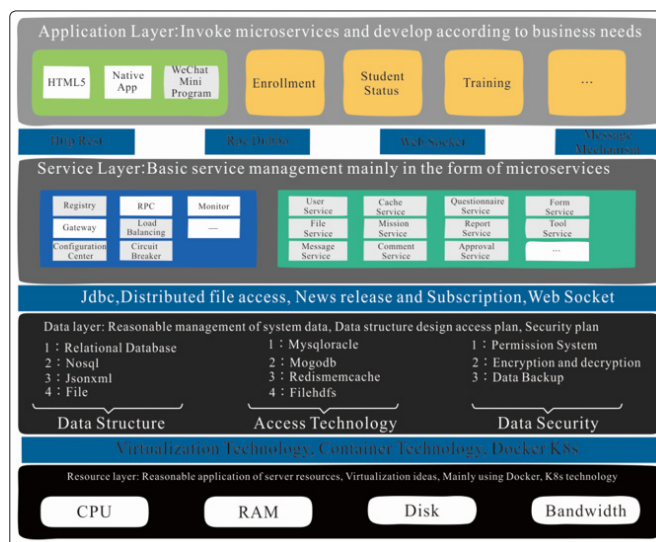 Application Layer:Invoke microservices and develop according to business needs
HTML5
Native
App
WeChat
Mini
Program
Enrollment
Student
Status
Training
...
Http Rest
Rpc Dubbo
Web Socket
Message
Mechanism
Service Layer:Basic service management mainly in the form of microservices
Registry
RPC
Monitor
Gateway
Load
Balancing
—
Configuration
Center
Circuit
Breaker
User
Service
Cache
Service
Questionnaire
Service
Form
Service
File
Service
Mission
Service
Report
Service
Tool
Service
Message
Service
Comment
Service
Approval
Service
...
Jdbc,Distributed file access, News release and Subscription,Web Socket
Data layer: Reasonable management of system data, Data structure design access plan, Security plan
1：Relational Database
2：Nosql
3：Jsonxml
4：File
Data Structure
1：Mysqloracle
2：Mogodb
3：Redismemcache
4：Filehdfs
Access Technology
1：Permission System
2：Encryption and decryption
3：Data Backup
Data Security
Virtualization Technology, Container Technology, Docker K8s
Resource layer: Reasonable application of server resources, Virtualization ideas, Mainly using Docker, K8s technology
CPU
RAM
Disk
Bandwidth